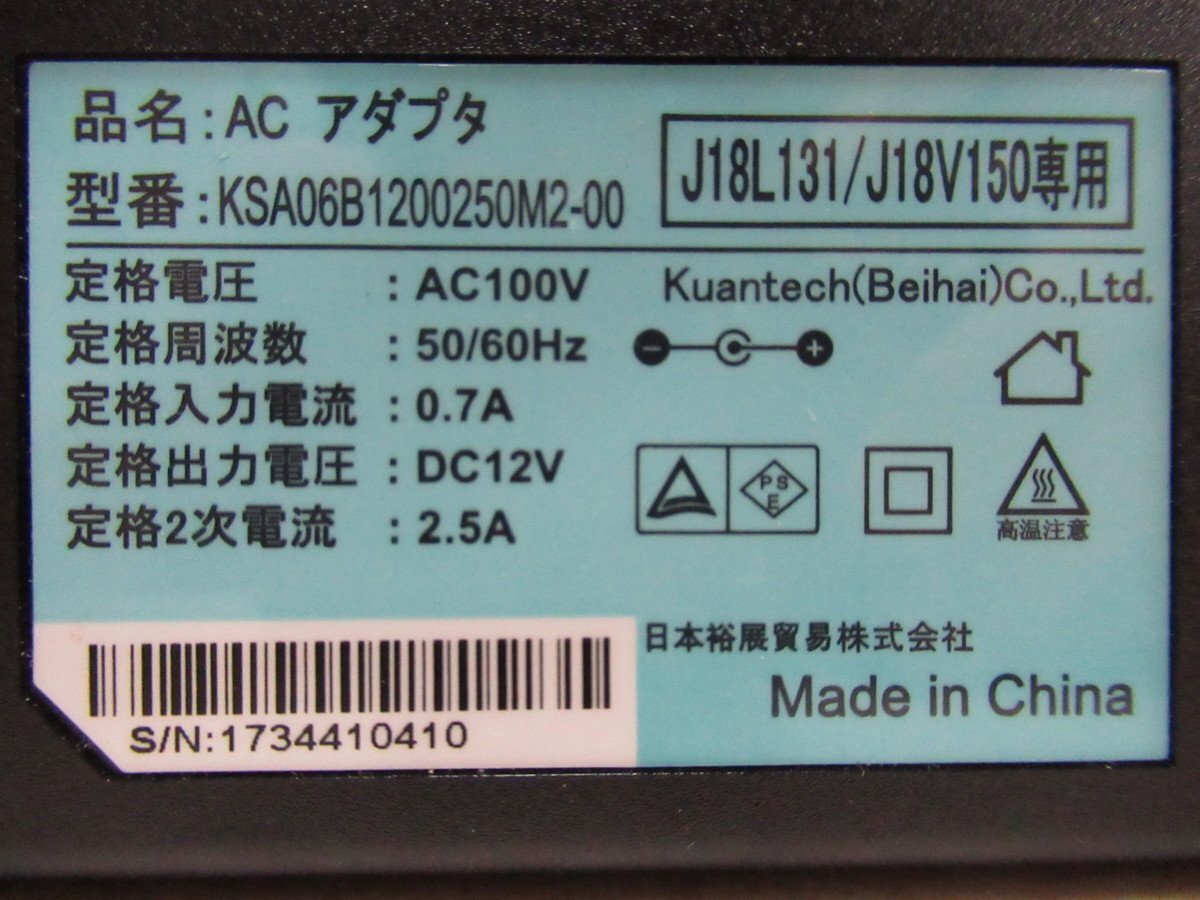 品名:AC アダプタ
型番:KSA06B1200250M2-00
J18L131/J18V150専用
定格電圧 : AC100V
Kuantech(Beihai)Co.,Ltd.
定格周波数 : 50/60Hz
定格入力電流 : 0.7A
定格出力電圧 : DC12V
定格2次電流 : 2.5A
PS
E
高温注意
日本裕展貿易株式会社
Made in China
S/N:1734410410